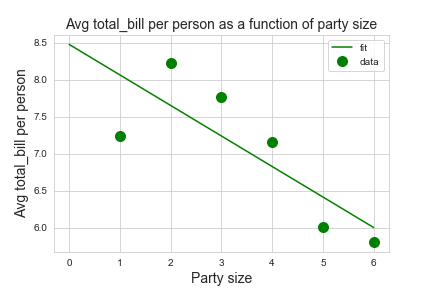 Avg total_bill per person as a function of party size
fit
data
Avg total_bill per person
8.5
8.0
7.5
7.0
6.5
6.0
0 1 2 3 4 5 6
Party size